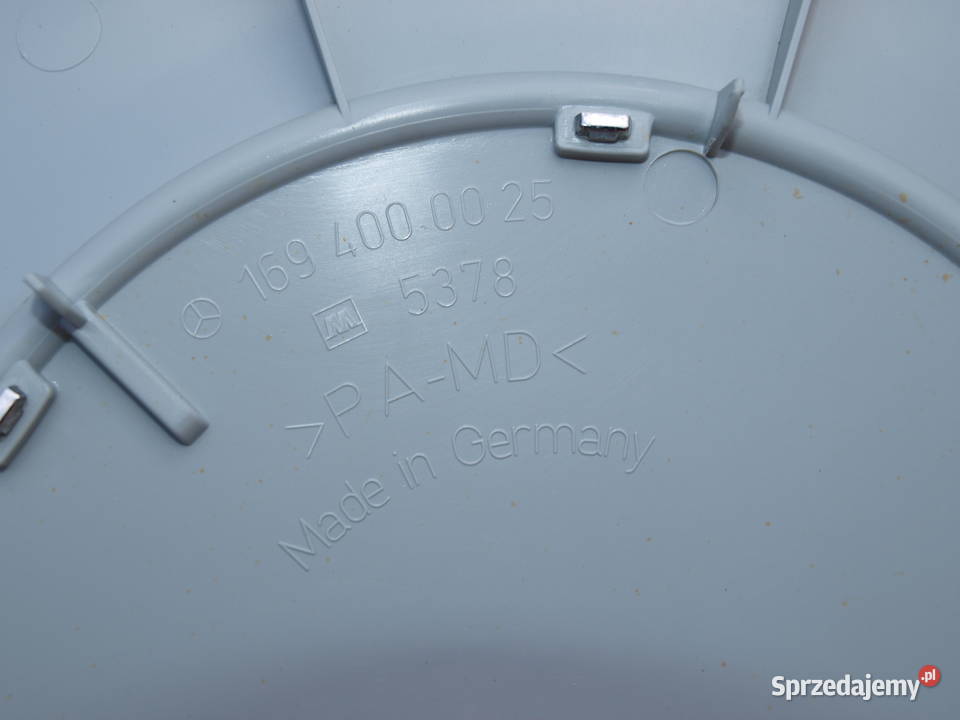 169 400 00 25
5378
>PA-MD<
Made in Germany
Sprzedajemy.pl